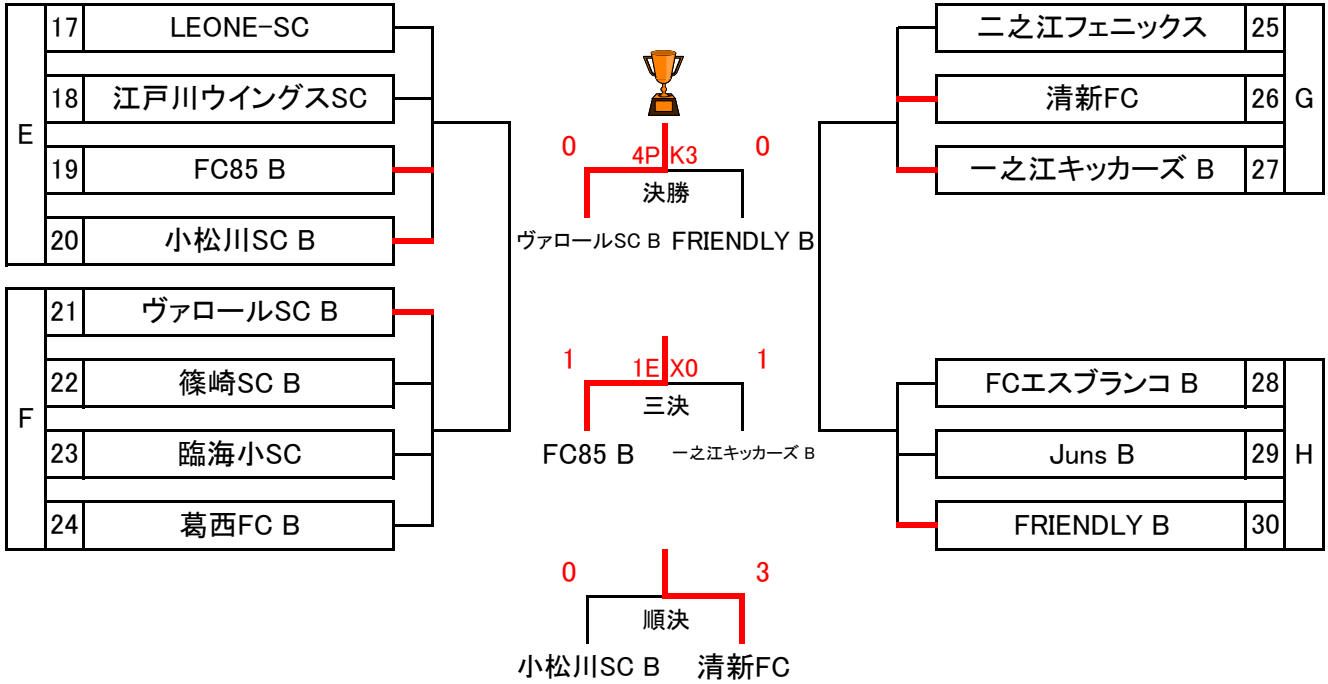 E
17 LEONE-SC
18 江戸川ウイングスSC
19 FC85 B
20 小松川SC B
F
21 ヴァロールSC B
22 篠崎SC B
23 臨海小SC
24 葛西FC B
0 4PK3 0
決勝
ヴァロールSC B FRIENDLY B
1 1EX0 1
三決
FC85 B 一之江キッカーズ B
0 3
順決
小松川SC B 清新FC
二之江フェニックス 25
清新FC 26
一之江キッカーズ B 27
G
FCエスブランコ B 28
Juns B 29
FRIENDLY B 30
H